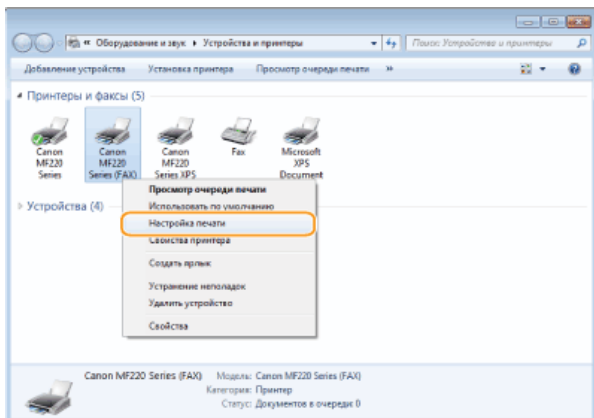 « Оборудование и звук ▸ Устройства и принтеры
Поиск: Устройства и принтеры
Добавление устройства Установка принтера Просмотр очереди печати »
Принтеры и факсы (5)
Canon MF220 Series
Canon MF220 Series (FAX)
Canon MF220 Series XPS
Fax
Microsoft XPS Document
Просмотр очереди печати
Использовать по умолчанию
Устройства (4)
Настройка печати
Свойства принтера
Создать ярлык
Устранение неполадок
Удалить устройство
Свойства
Canon MF220 Series (FAX) Модель: Canon MF220 Series (FAX)
Категория: Принтер
Статус: Документов в очереди: 0